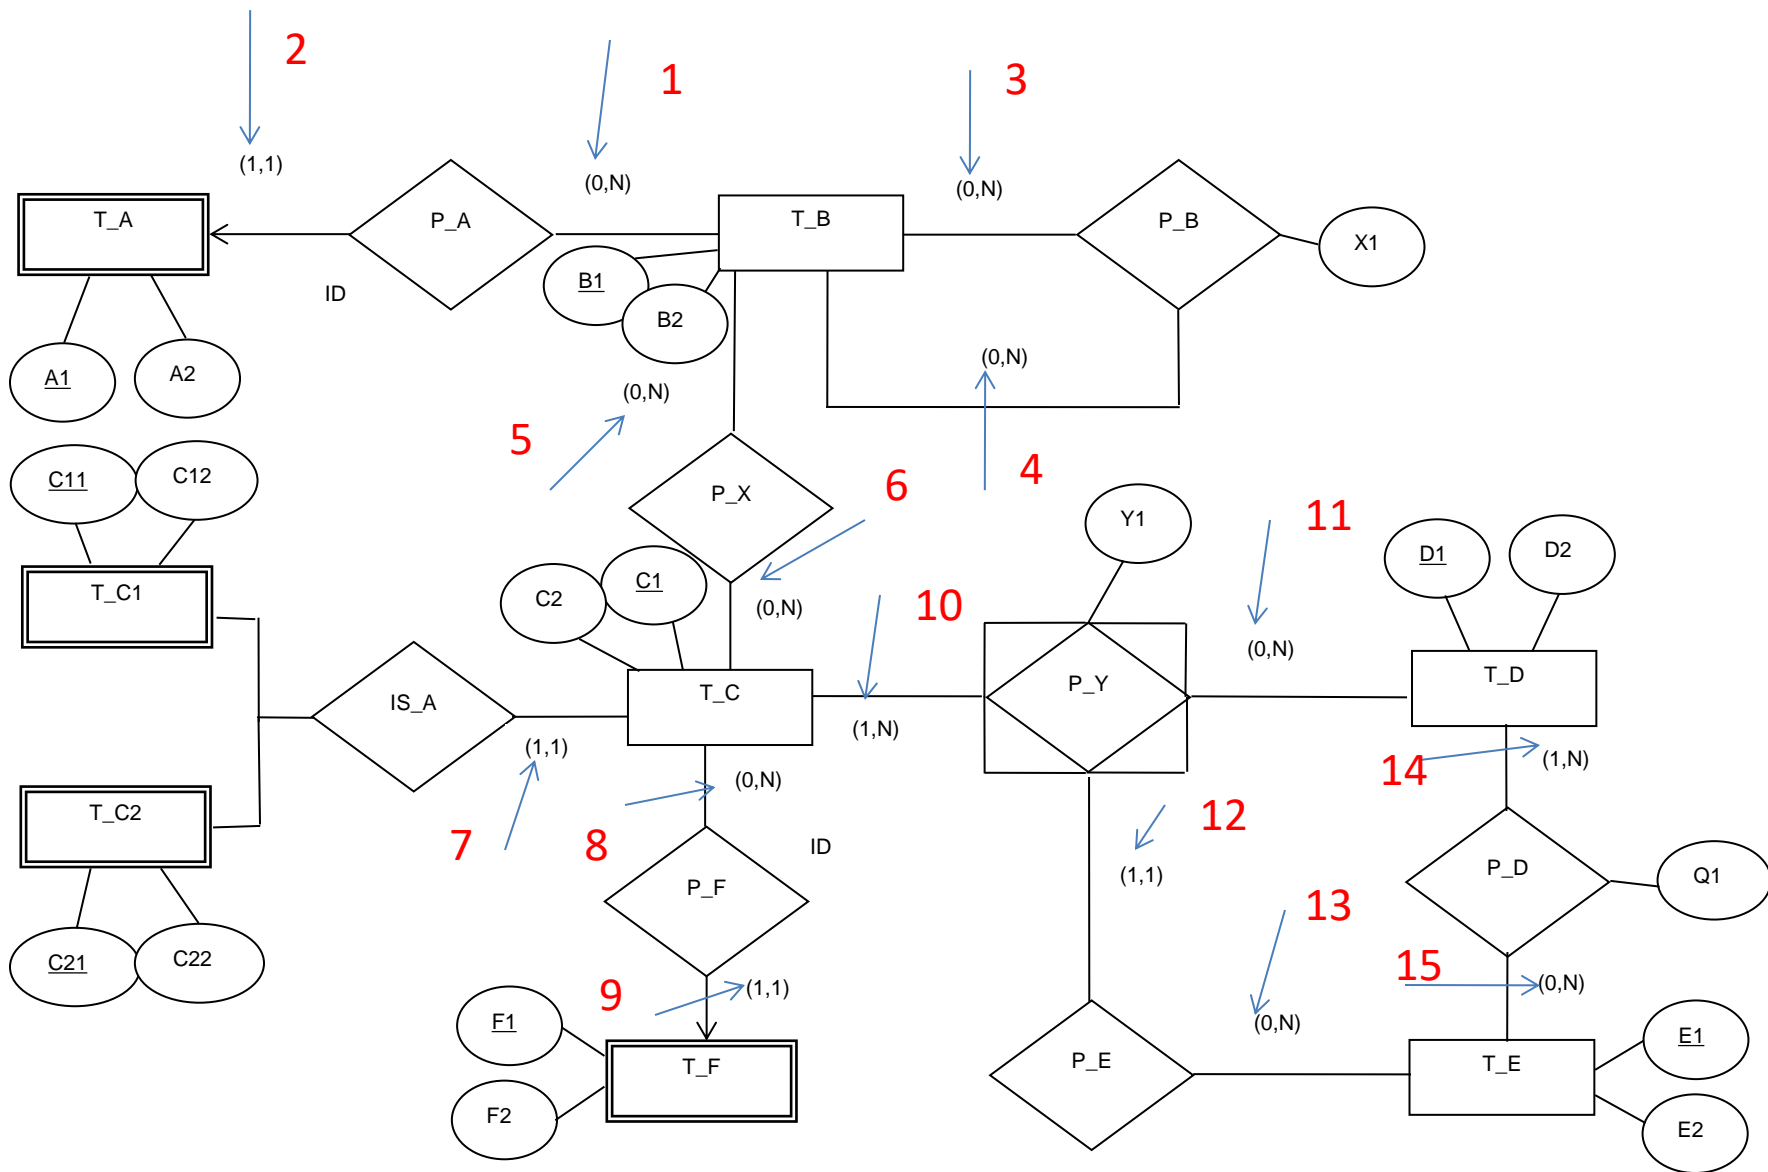 2
1
3
(1,1)
(0,N)
(0,N)
T_A
P_A
T_B
P_B
X1
ID
B1
B2
A1
A2
(0,N)
(0,N)
5
4
C11
C12
P_X
6
Y1
11
D1
D2
T_C1
C2
C1
(0,N)
10
(0,N)
IS_A
T_C
P_Y
T_D
(1,1)
(1,N)
(1,N)
14
(0,N)
T_C2
7
8
ID
12
(1,1)
P_F
P_D
Q1
13
C21
C22
9
(1,1)
15
(0,N)
F1
(0,N)
T_F
P_E
T_E
E1
F2
E2